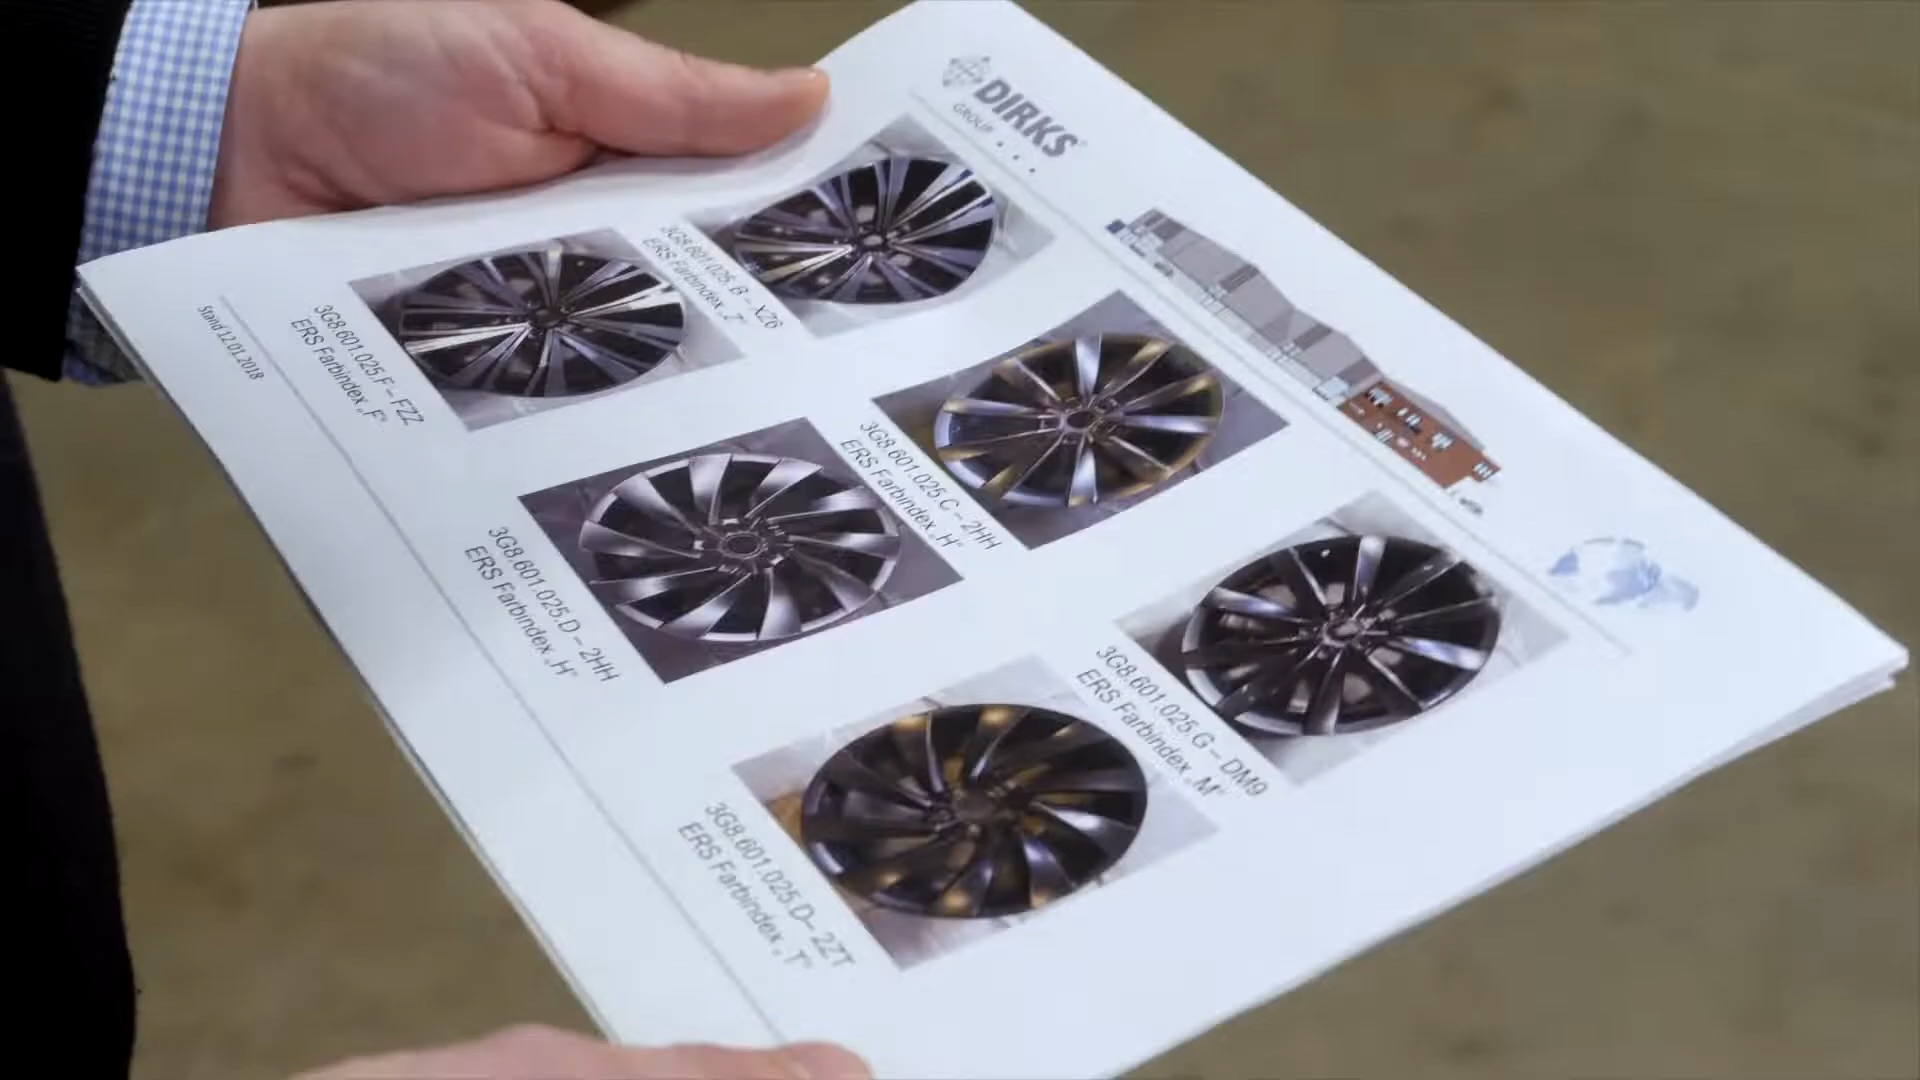 DIRKS
GROUP
3G8.601.025.B – XZ6
ERS Farbindex „Z“
3G8.601.025.C – 2HH
ERS Farbindex „H“
3G8.601.025.G – DM9
ERS Farbindex „M“
3G8.601.025.F – FZZ
ERS Farbindex „F“
3G8.601.025.D – 2HH
ERS Farbindex „H“
3G8.601.025.D– 2ZT
ERS Farbindex „T“
Stand 12.01.2018